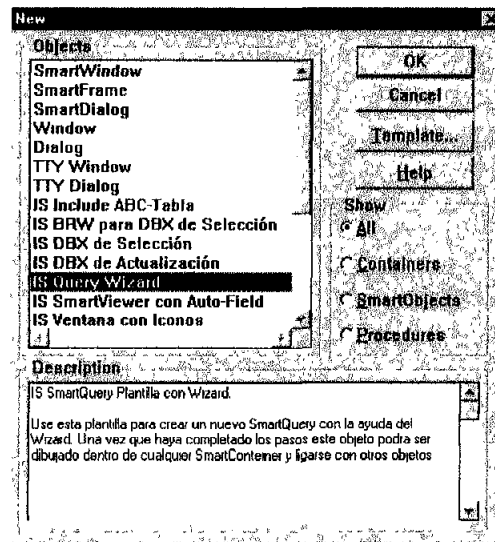 New
Objects
SmartWindow
SmartFrame
SmartDialog
Window
Dialog
TTY Window
TTY Dialog
IS Include ABC-Tabla
IS BRW para DBX de Selección
IS DBX de Selección
IS DBX de Actualización
IS Query Wizard
IS SmartViewer con Auto-Field
IS Ventana con Iconos
OK
Cancel
Template...
Help
Show
All
Containers
SmartObjects
Procedures
Description
IS SmartQuery Plantilla con Wizard.
Use esta plantilla para crear un nuevo SmartQuery con la ayuda del
Wizard. Una vez que haya completado los pasos este objeto podra ser
dibujado dentro de cualquier SmartContainer y ligarse con otros objetos